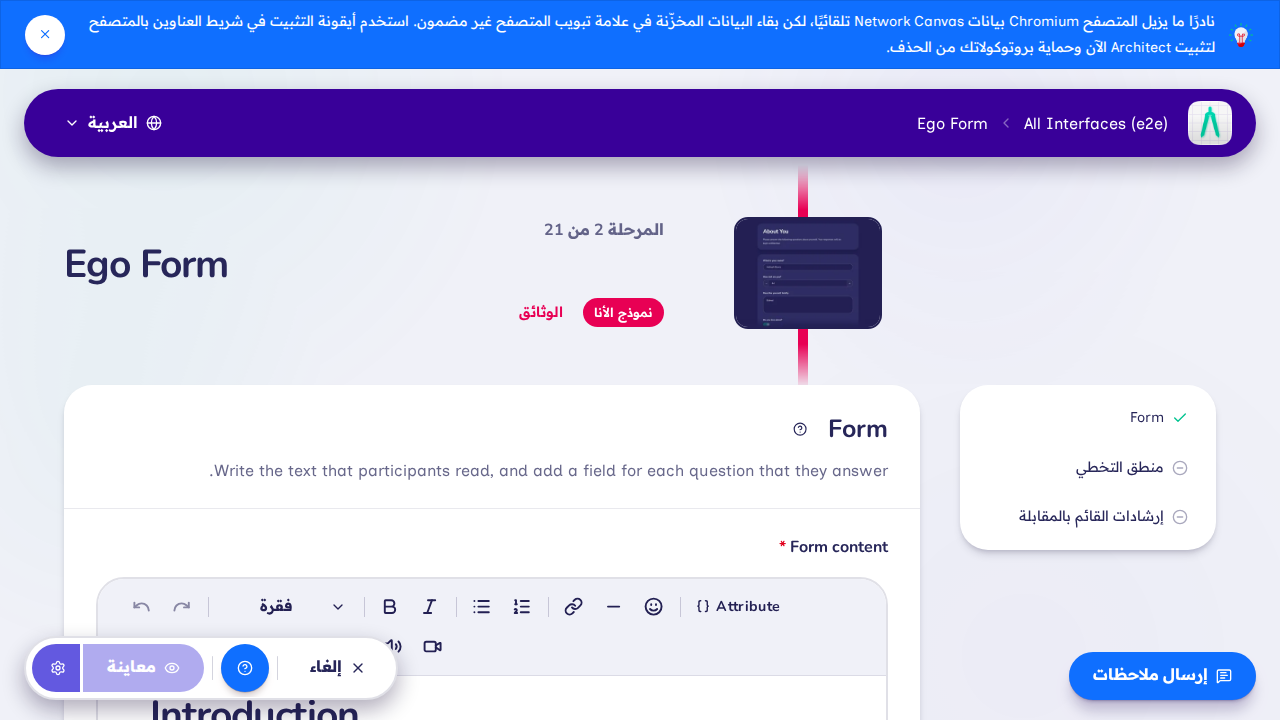 نادرًا ما يزيل المتصفح Chromium بيانات Network Canvas تلقائيًا، لكن بقاء البيانات المخزّنة في علامة تبويب المتصفح غير مضمون. استخدم أيقونة التثبيت في شريط العناوين بالمتصفح
لتثبيت Architect الآن وحماية بروتوكولاتك من الحذف.
All Interfaces (e2e)
Ego Form
العربية
About You
المرحلة 2 من 21
Ego Form
نموذج الأنا
الوثائق
Form
منطق التخطي
إرشادات القائم بالمقابلة
Form
Write the text that participants read, and add a field for each question that they answer.
Form content *
فقرة
Attribute
Introduction
إلغاء
معاينة
إرسال ملاحظات